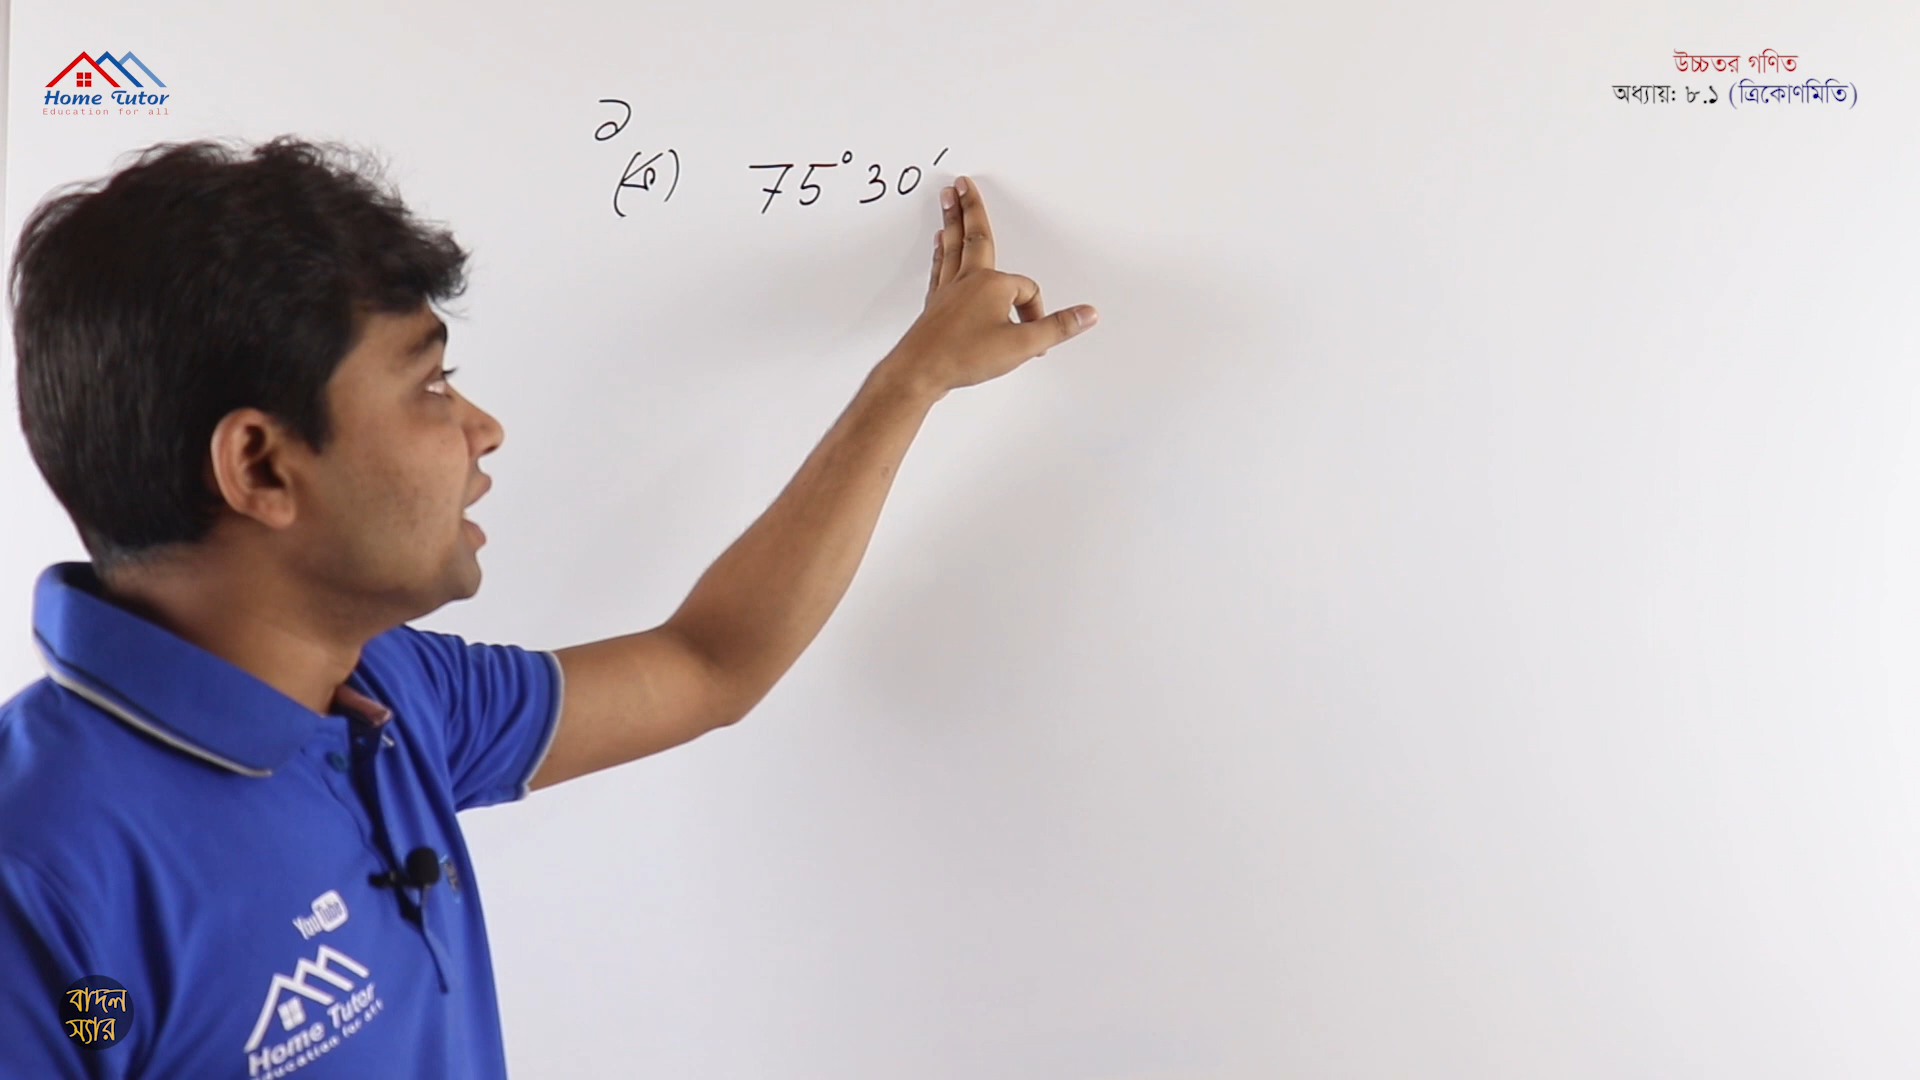 Home Tutor
Education for all
উচ্চতর গণিত
অধ্যায়: ৮.১ (ত্রিকোণমিতি)
১
(ক) 75°30′
YouTube
Home Tutor
Education for all
বাদল
স্যার